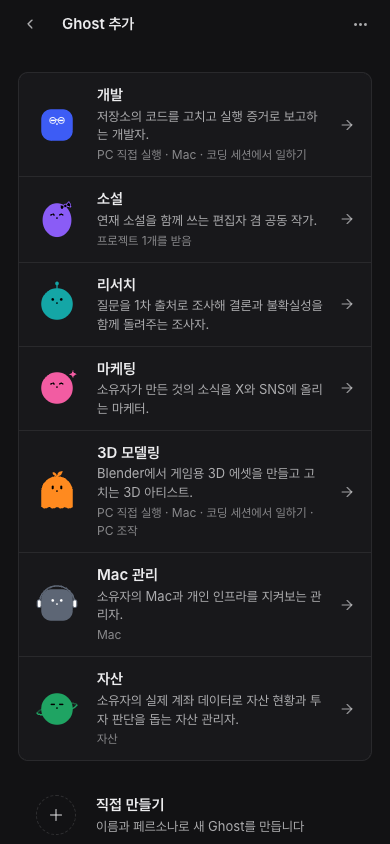 Ghost 추가
개발
저장소의 코드를 고치고 실행 증거로 보고하
는 개발자.
PC 직접 실행 · Mac · 코딩 세션에서 일하기
소설
연재 소설을 함께 쓰는 편집자 겸 공동 작가.
프로젝트 1개를 받음
리서치
질문을 1차 출처로 조사해 결론과 불확실성을
함께 돌려주는 조사자.
마케팅
소유자가 만든 것의 소식을 X와 SNS에 올리
는 마케터.
3D 모델링
Blender에서 게임용 3D 에셋을 만들고 고
치는 3D 아티스트.
PC 직접 실행 · Mac · 코딩 세션에서 일하기 ·
PC 조작
Mac 관리
소유자의 Mac과 개인 인프라를 지켜보는 관
리자.
Mac
자산
소유자의 실제 계좌 데이터로 자산 현황과 투
자 판단을 돕는 자산 관리자.
자산
직접 만들기
이름과 페르소나로 새 Ghost를 만듭니다